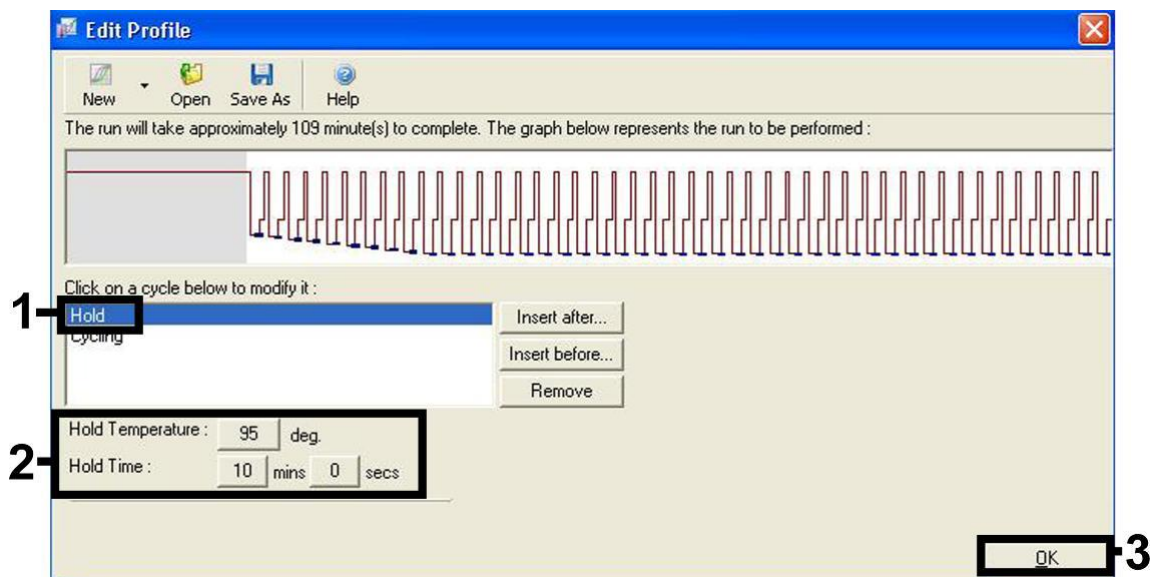 Edit Profile
New Open Save As Help
The run will take approximately 109 minute(s) to complete. The graph below represents the run to be performed :
Click on a cycle below to modify it :
1
Hold
Insert after...
Cycling
Insert before...
Remove
2
Hold Temperature : 95 deg.
Hold Time : 10 mins 0 secs
OK
3